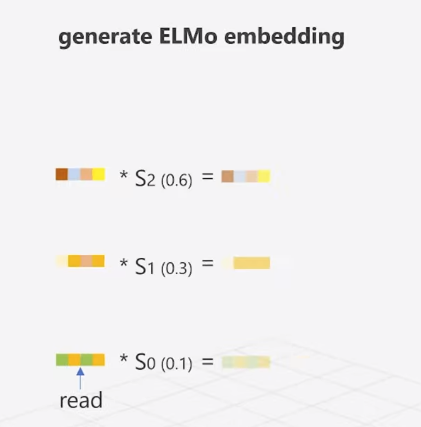 generate ELMo embedding
* S2 (0.6) =
* S1 (0.3) =
* S0 (0.1) =
read